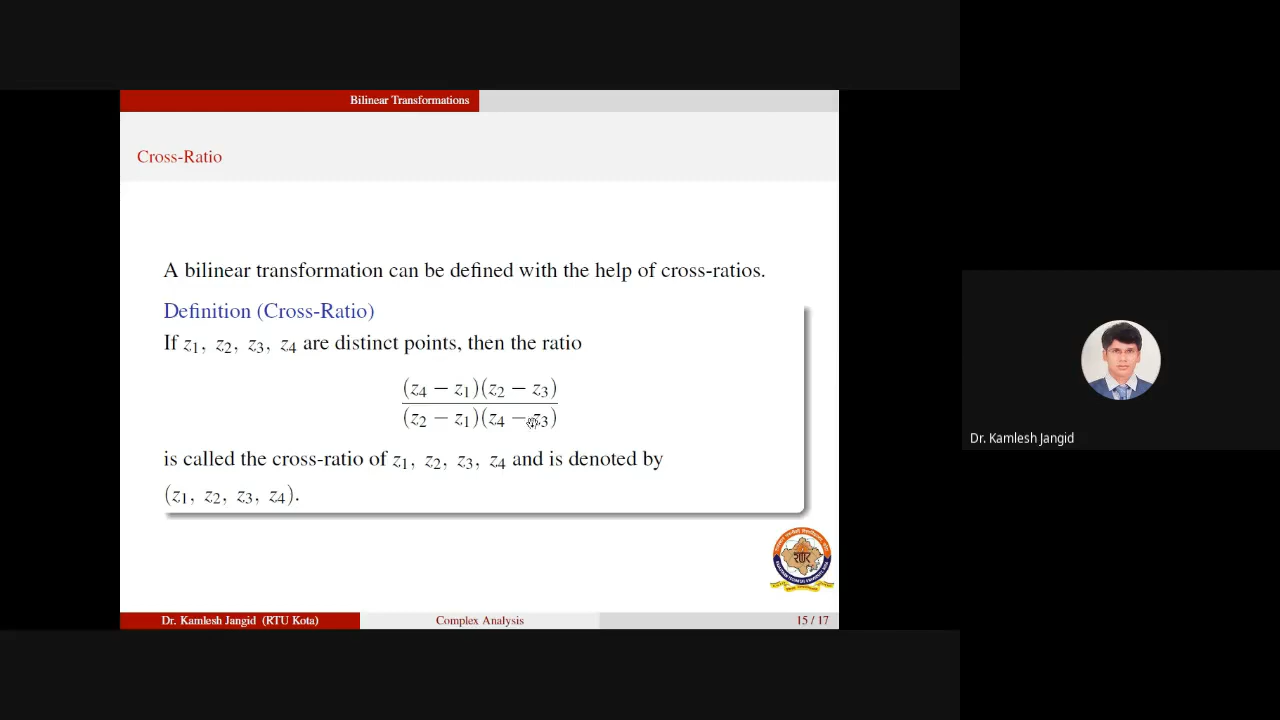 Bilinear Transformations
Cross-Ratio
A bilinear transformation can be defined with the help of cross-ratios.
Definition (Cross-Ratio)
If z₁, z₂, z₃, z₄ are distinct points, then the ratio
(z₄ − z₁)(z₂ − z₃)
(z₂ − z₁)(z₄ − z₃)
is called the cross-ratio of z₁, z₂, z₃, z₄ and is denoted by
(z₁, z₂, z₃, z₄).
Dr. Kamlesh Jangid (RTU Kota)
Complex Analysis
15 / 17
Dr. Kamlesh Jangid